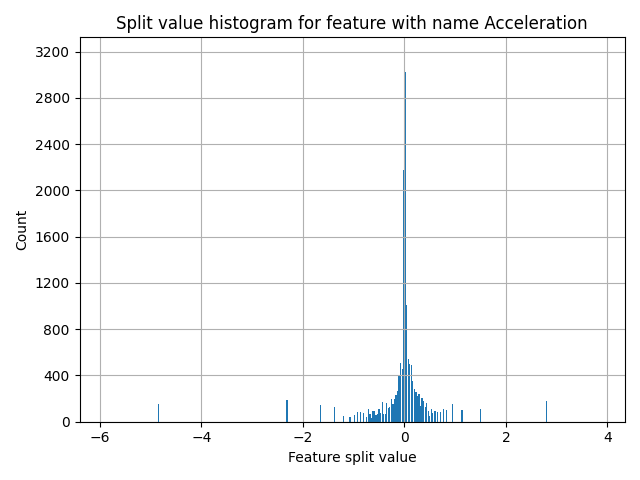 Split value histogram for feature with name Acceleration
3200
2800
2400
2000
1600
1200
800
400
0
Count
−6 −4 −2 0 2 4
Feature split value